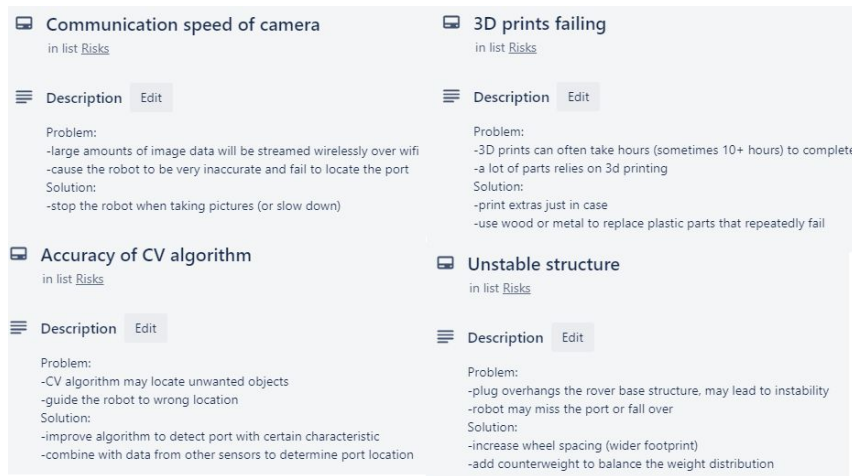 Communication speed of camera
in list Risks
Description Edit
Problem:
-large amounts of image data will be streamed wirelessly over wifi
-cause the robot to be very inaccurate and fail to locate the port
Solution:
-stop the robot when taking pictures (or slow down)
3D prints failing
in list Risks
Description Edit
Problem:
-3D prints can often take hours (sometimes 10+ hours) to complete
-a lot of parts relies on 3d printing
Solution:
-print extras just in case
-use wood or metal to replace plastic parts that repeatedly fail
Accuracy of CV algorithm
in list Risks
Description Edit
Problem:
-CV algorithm may locate unwanted objects
-guide the robot to wrong location
Solution:
-improve algorithm to detect port with certain characteristic
-combine with data from other sensors to determine port location
Unstable structure
in list Risks
Description Edit
Problem:
-plug overhangs the rover base structure, may lead to instability
-robot may miss the port or fall over
Solution:
-increase wheel spacing (wider footprint)
-add counterweight to balance the weight distribution